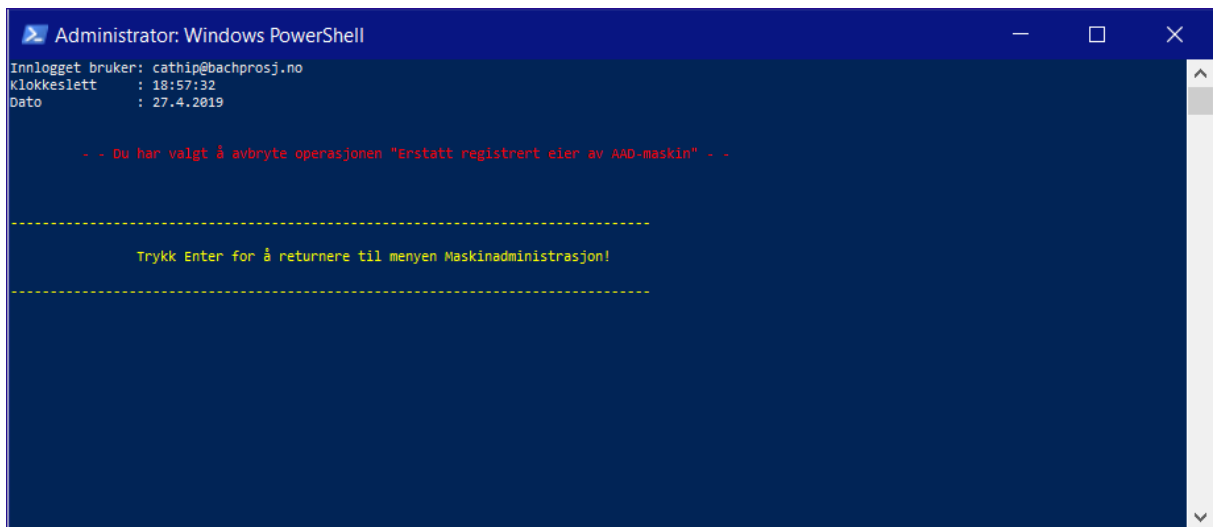 Administrator: Windows PowerShell
Innlogget bruker: cathip@bachprosj.no
Klokkeslett : 18:57:32
Dato : 27.4.2019
- - Du har valgt å avbryte operasjonen "Erstatt registrert eier av AAD-maskin" - -
--------------------------------------------------------------------------------
Trykk Enter for å returnere til menyen Maskinadministrasjon!
--------------------------------------------------------------------------------